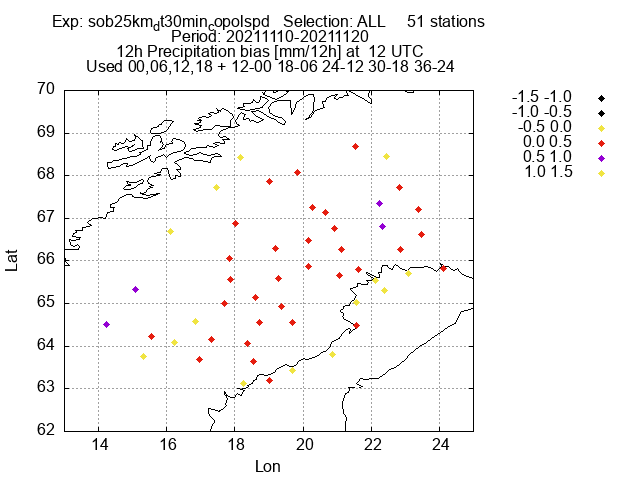 Exp: sob25km_dt30min_copolspd   Selection: ALL     51 stations
Period: 20211110-20211120
12h Precipitation bias [mm/12h] at  12 UTC
Used 00,06,12,18 + 12-00  18-06 24-12 30-18 36-24
-1.5 -1.0
-1.0 -0.5
-0.5 0.0
0.0 0.5
0.5 1.0
1.0 1.5
70
69
68
67
66
65
64
63
62
Lat
14 16 18 20 22 24
Lon